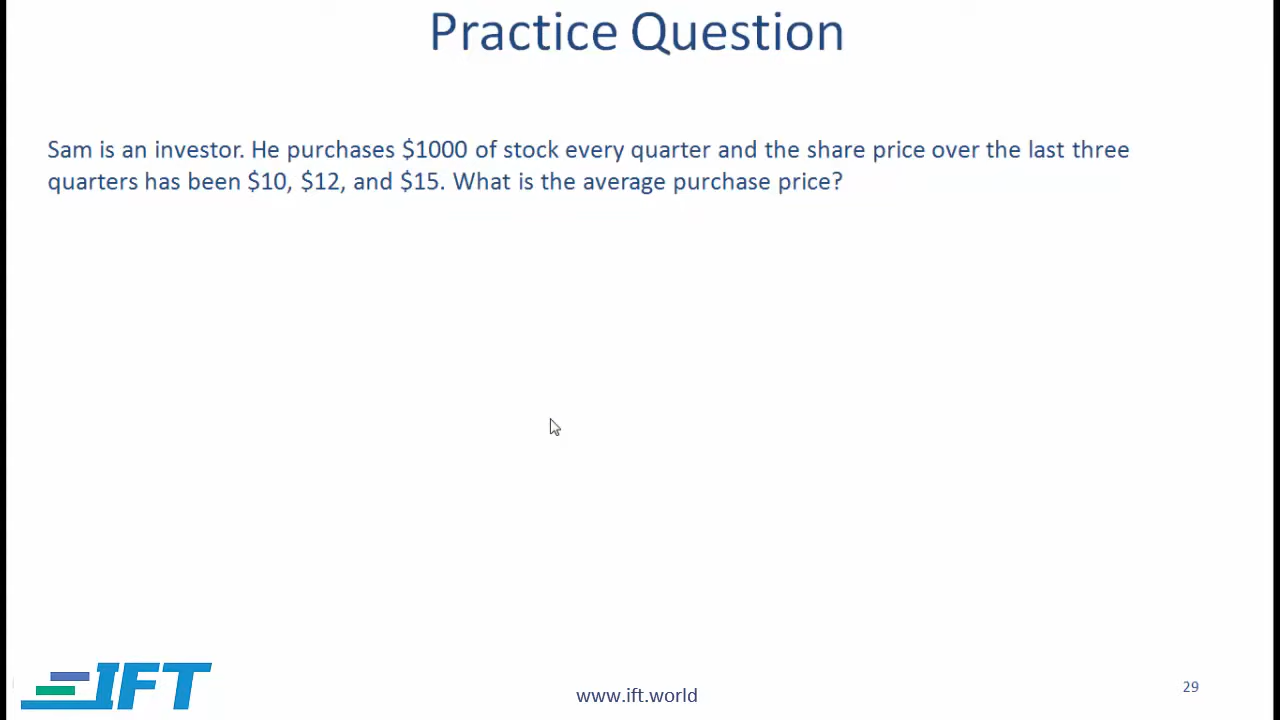 Practice Question
Sam is an investor. He purchases $1000 of stock every quarter and the share price over the last three
quarters has been $10, $12, and $15. What is the average purchase price?
IFT
www.ift.world
29